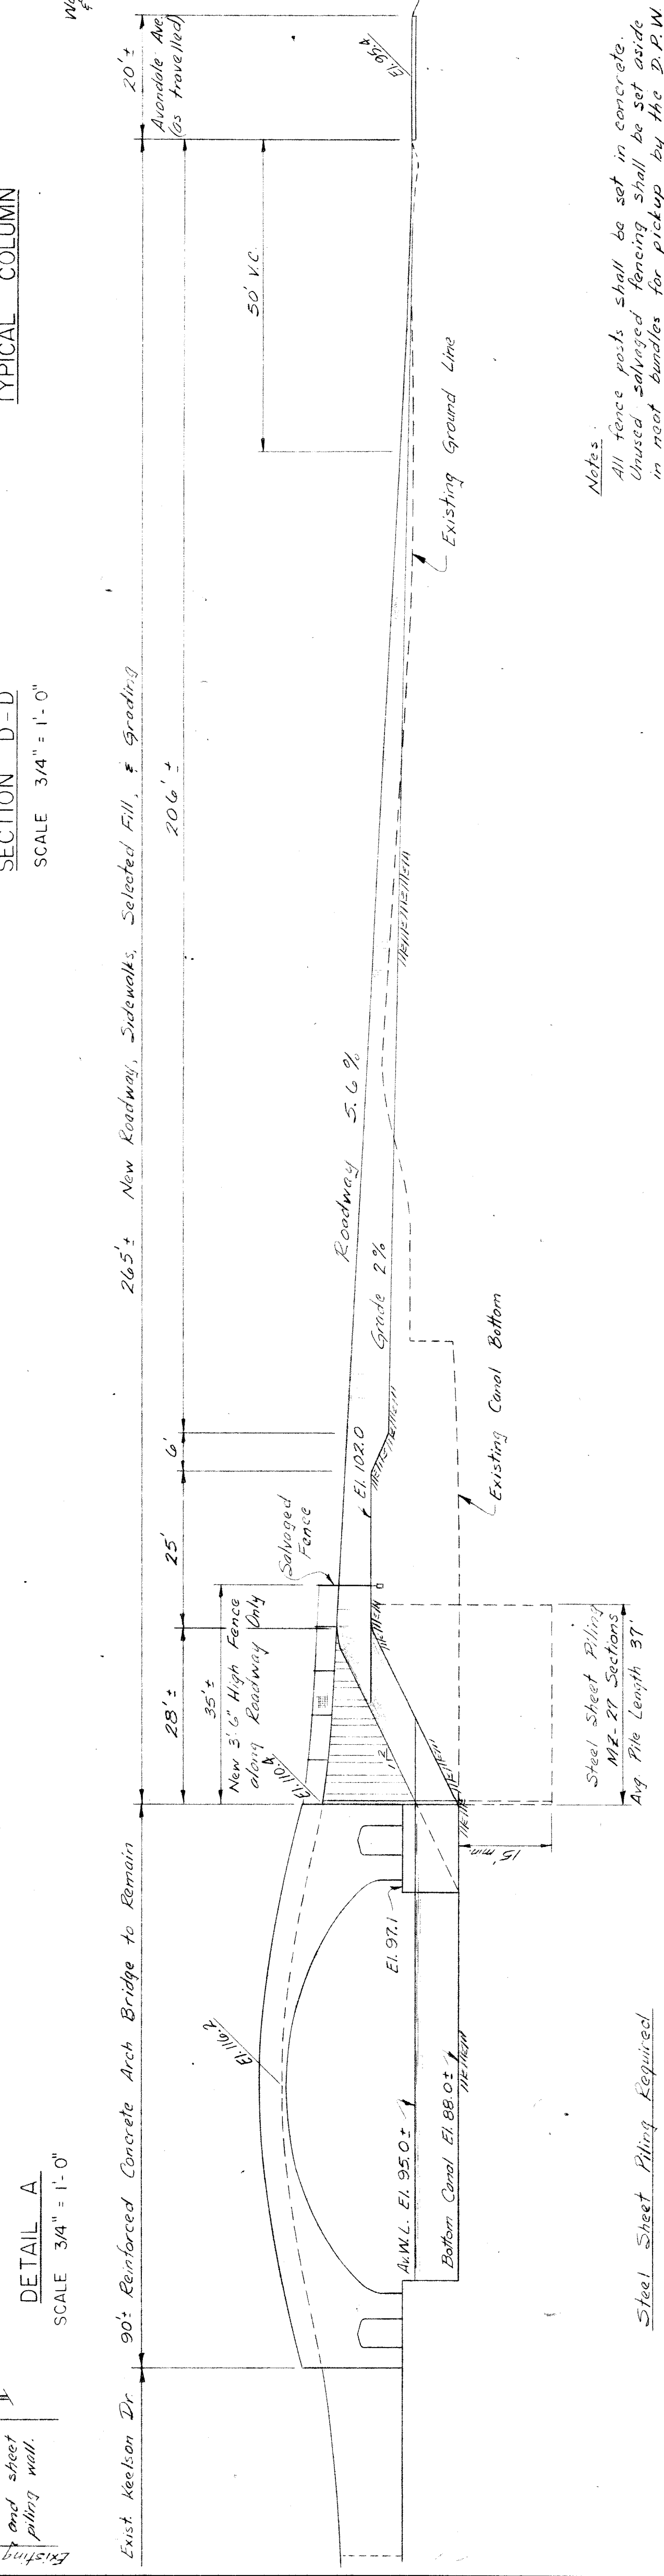 Existing
and sheet
piling wall.
DETAIL A
SCALE 3/4" = 1'-0"
SECTION D-D
SCALE 3/4" = 1'-0"
TYPICAL COLUMN
Exist. Keelson Dr.
90'± Reinforced Concrete Arch Bridge to Remain
265'± New Roadway, Sidewalks, Selected Fill, & Grading
20'±
Avondale Ave.
(as travelled)
28'±
25'
6'
206'±
35'±
New 3'6" High Fence
along Roadway Only
Salvaged
Fence
50' V.C.
El. 116.2
El. 110.4
El. 95.4
Roadway 5.6%
El. 102.0
Grade 2%
1
2
El. 97.1
Av. W.L. El. 95.0±
Bottom Canal El. 88.0±
15' min.
Existing Ground Line
Existing Canal Bottom
Steel Sheet Piling
MZ-27 Sections
Avg. Pile Length 37'
Steel Sheet Piling Required
Notes:
All fence posts shall be set in concrete.
Unused salvaged fencing shall be set aside
in neat bundles for pickup by the D.P.W.